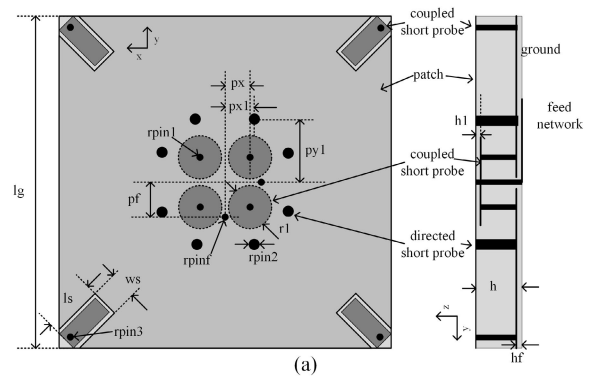 coupled
short probe
ground
y
x
patch
px
px1
feed
network
h1
rpin1
py1
coupled
short probe
lg
pf
r1
directed
short probe
rpinf
rpin2
h
ls
ws
z
y
rpin3
hf
(a)